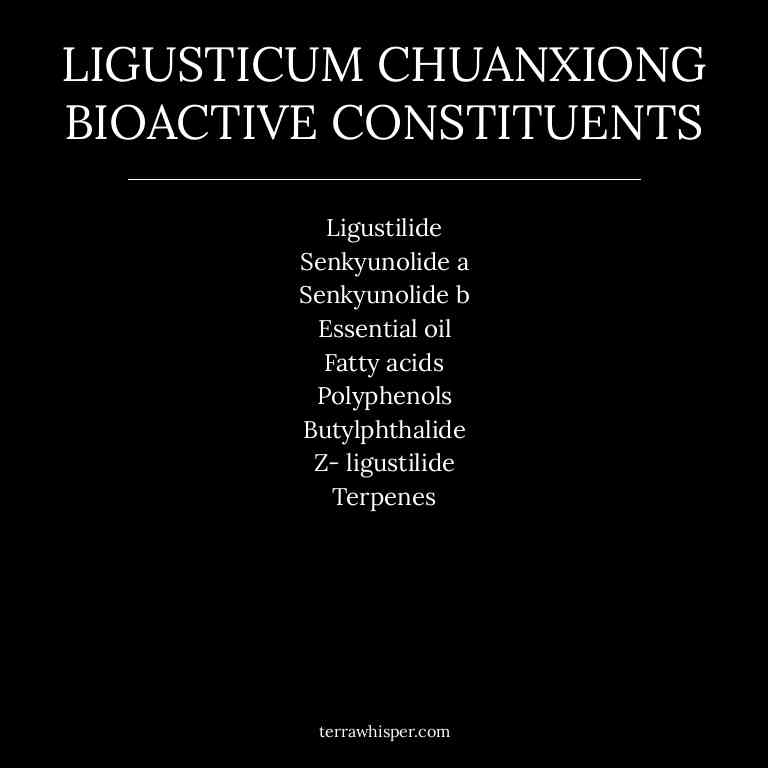 LIGUSTICUM CHUANXIONG
BIOACTIVE CONSTITUENTS
Ligustilide
Senkyunolide a
Senkyunolide b
Essential oil
Fatty acids
Polyphenols
Butylphthalide
Z- ligustilide
Terpenes
terrawhisper.com